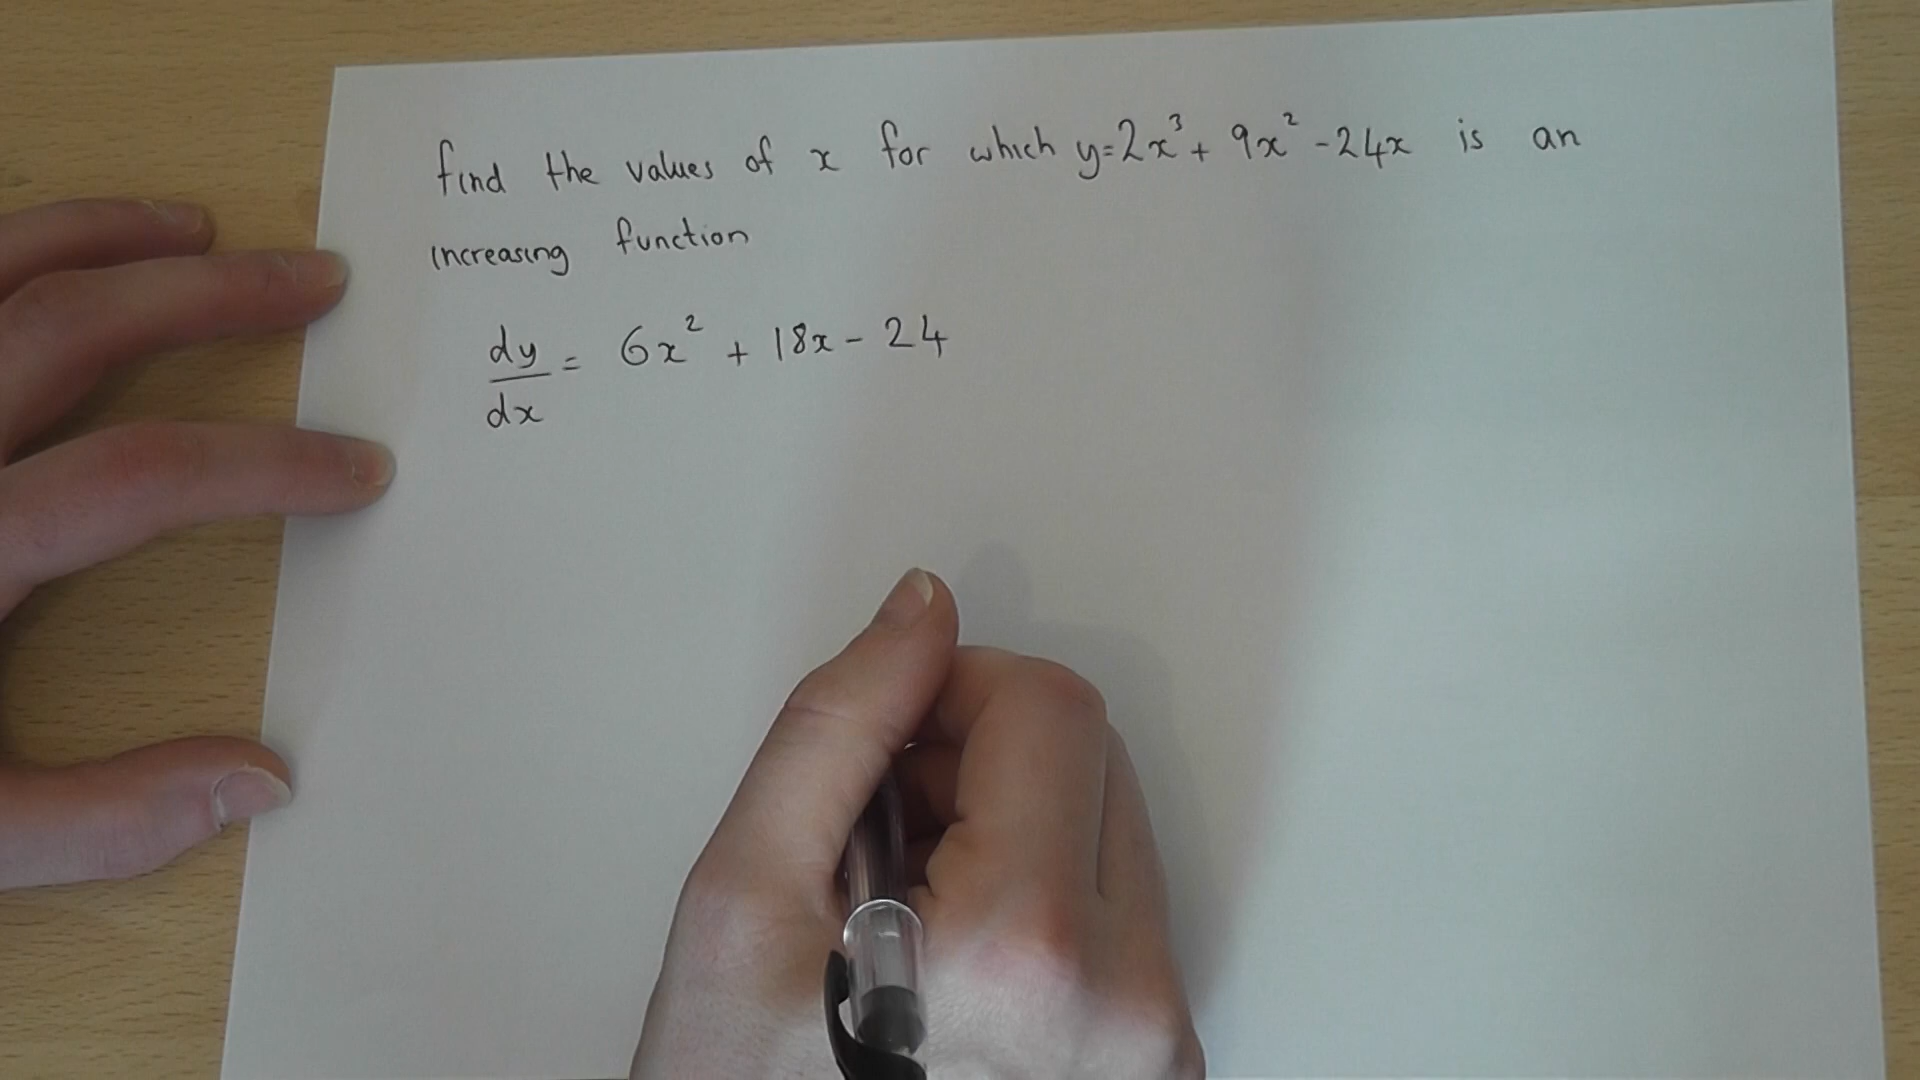 find the values of x for which y=2x³+ 9x² -24x is an
increasing function
dy/dx = 6x² + 18x - 24